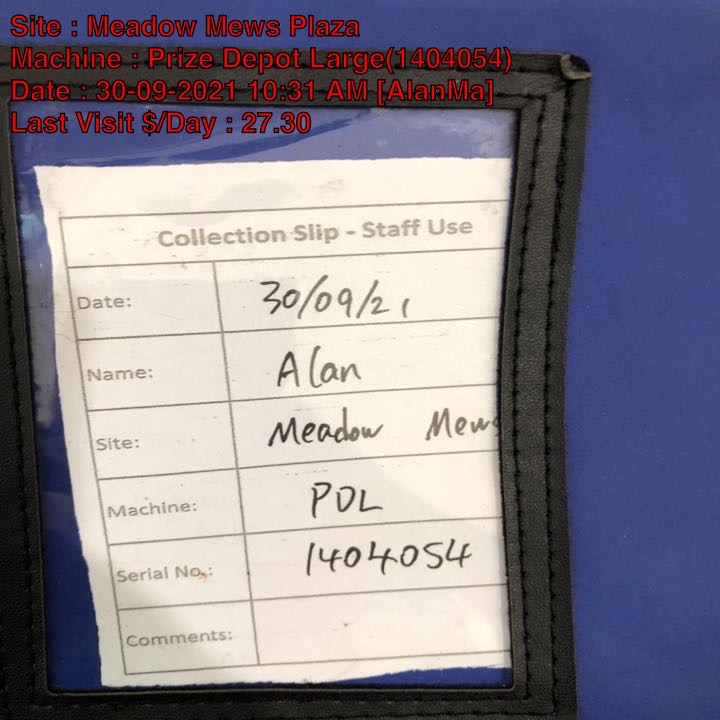 Site : Meadow Mews Plaza
Machine : Prize Depot Large(1404054)
Date : 30-09-2021 10:31 AM [AlanMa]
Last Visit $/Day : 27.30
Collection Slip - Staff Use
Date: 30/09/21
Name: Alan
Site: Meadow Mews
Machine: PDL
Serial No.: 1404054
Comments: